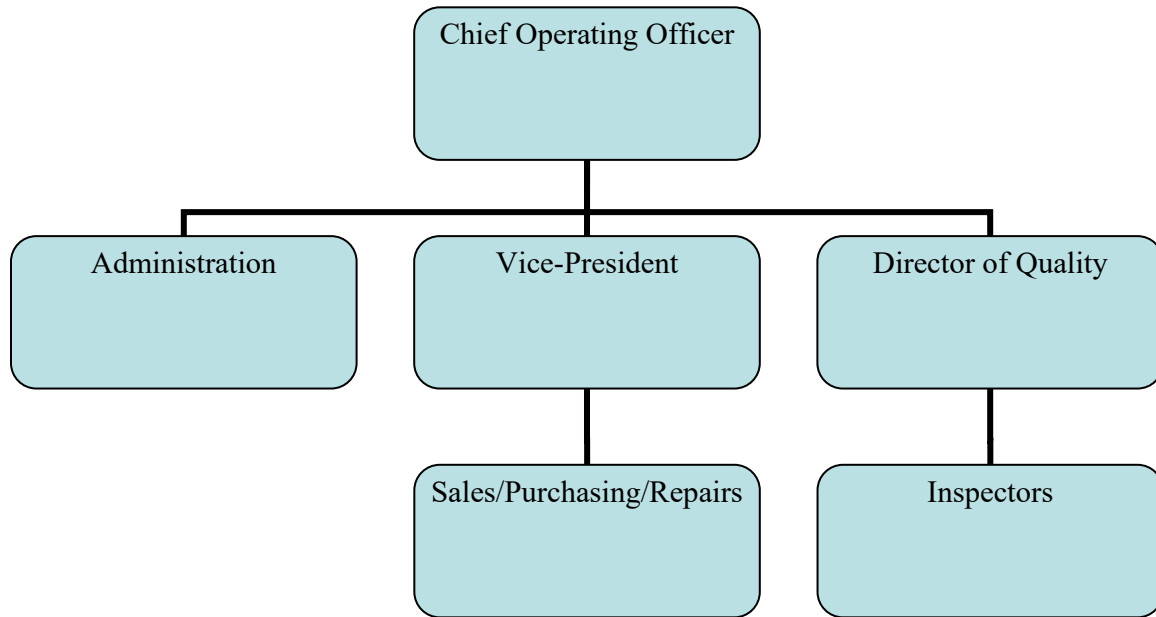 Chief Operating Officer
Administration
Vice-President
Director of Quality
Sales/Purchasing/Repairs
Inspectors